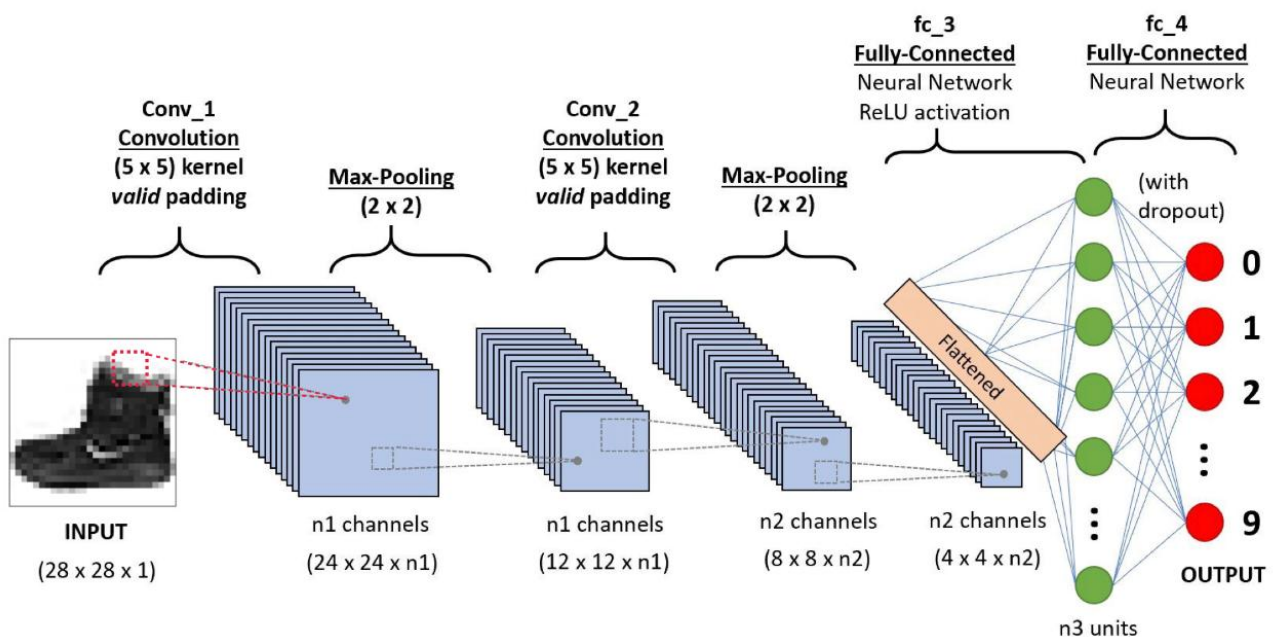 Conv_1
Convolution
(5 x 5) kernel
valid padding
Max-Pooling
(2 x 2)
Conv_2
Convolution
(5 x 5) kernel
valid padding
Max-Pooling
(2 x 2)
fc_3
Fully-Connected
Neural Network
ReLU activation
fc_4
Fully-Connected
Neural Network
(with
dropout)
Flattened
0
1
2
9
OUTPUT
INPUT
(28 x 28 x 1)
n1 channels
(24 x 24 x n1)
n1 channels
(12 x 12 x n1)
n2 channels
(8 x 8 x n2)
n2 channels
(4 x 4 x n2)
n3 units